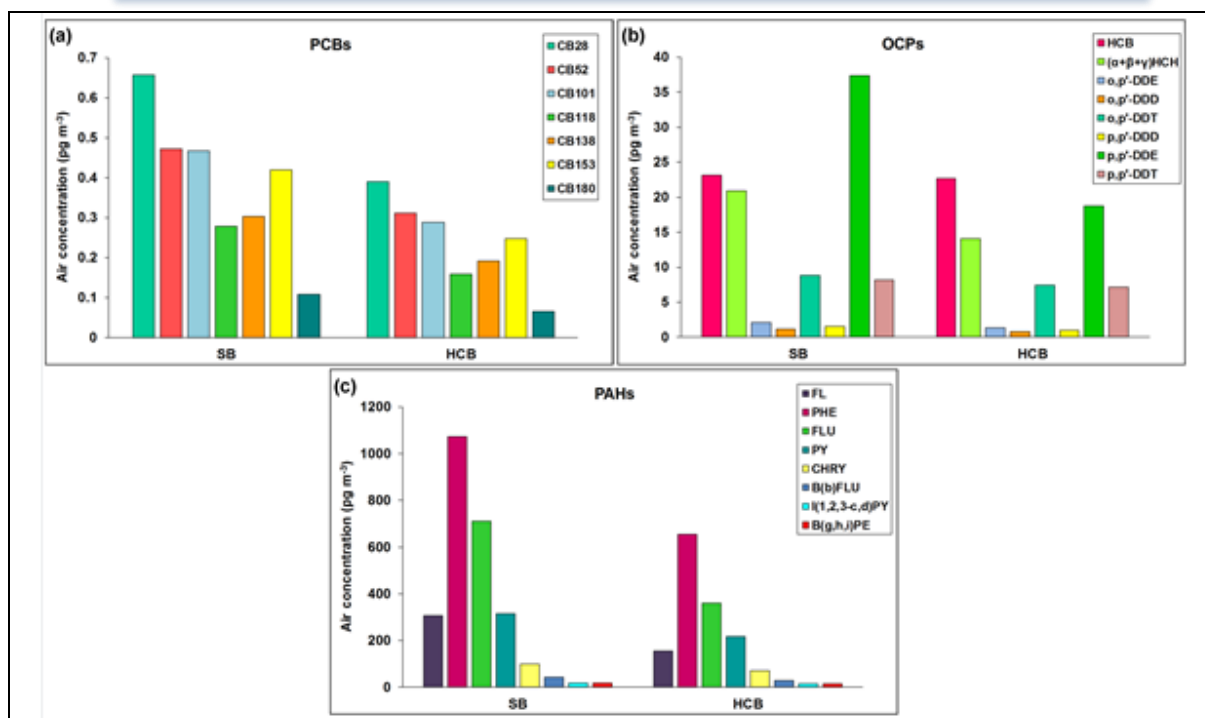 (a)
PCBs
CB28
CB52
CB101
CB118
CB138
CB153
CB180
Air concentration (pg m⁻³)
0.7
0.6
0.5
0.4
0.3
0.2
0.1
0
SB HCB
(b)
OCPs
HCB
(α+β+γ)HCH
o,p'-DDE
o,p'-DDD
o,p'-DDT
p,p'-DDD
p,p'-DDE
p,p'-DDT
Air concentration (pg m⁻³)
40
35
30
25
20
15
10
5
0
SB HCB
(c)
PAHs
FL
PHE
FLU
PY
CHRY
B(b)FLU
I(1,2,3-c,d)PY
B(g,h,i)PE
Air concentration (pg m⁻³)
1200
1000
800
600
400
200
0
SB HCB